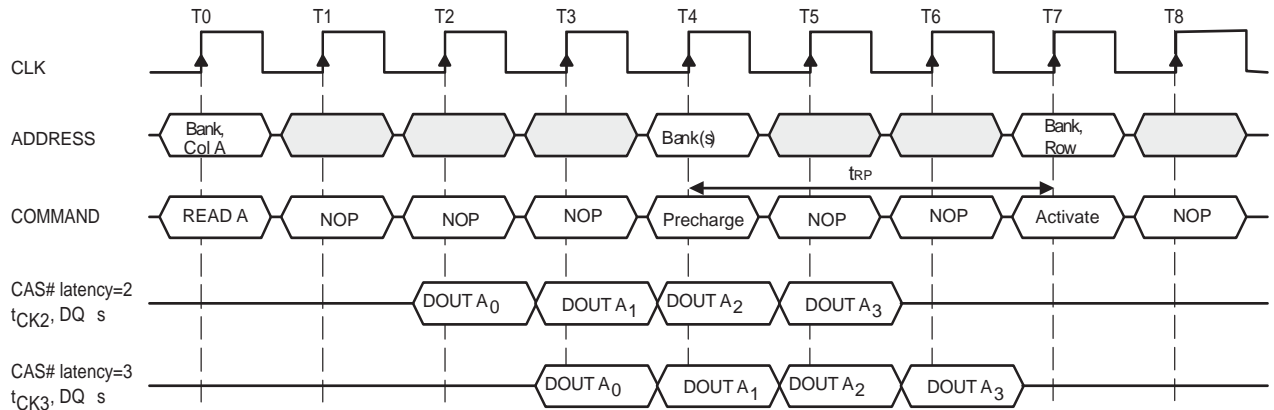 T0 T1 T2 T3 T4 T5 T6 T7 T8
CLK
ADDRESS
Bank, Col A
Bank(s)
Bank, Row
tRP
COMMAND
READ A NOP NOP NOP Precharge NOP NOP Activate NOP
CAS# latency=2
tCK2, DQ s
DOUT A0 DOUT A1 DOUT A2 DOUT A3
CAS# latency=3
tCK3, DQ s
DOUT A0 DOUT A1 DOUT A2 DOUT A3